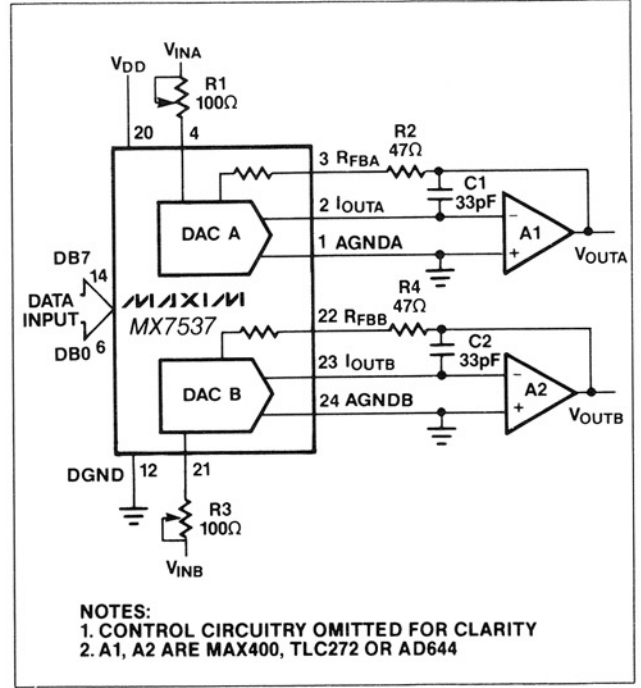 VINA
VDD
R1
100Ω
20
4
R2
47Ω
3 RFBA
C1
33pF
2 IOUTA
DAC A
A1
1 AGNDA
VOUTA
DB7
14
DATA
INPUT
MAXIM
MX7537
DB0 6
R4
47Ω
22 RFBB
C2
33pF
23 IOUTB
DAC B
A2
24 AGNDB
VOUTB
DGND
12
21
R3
100Ω
VINB
NOTES:
1. CONTROL CIRCUITRY OMITTED FOR CLARITY
2. A1, A2 ARE MAX400, TLC272 OR AD644